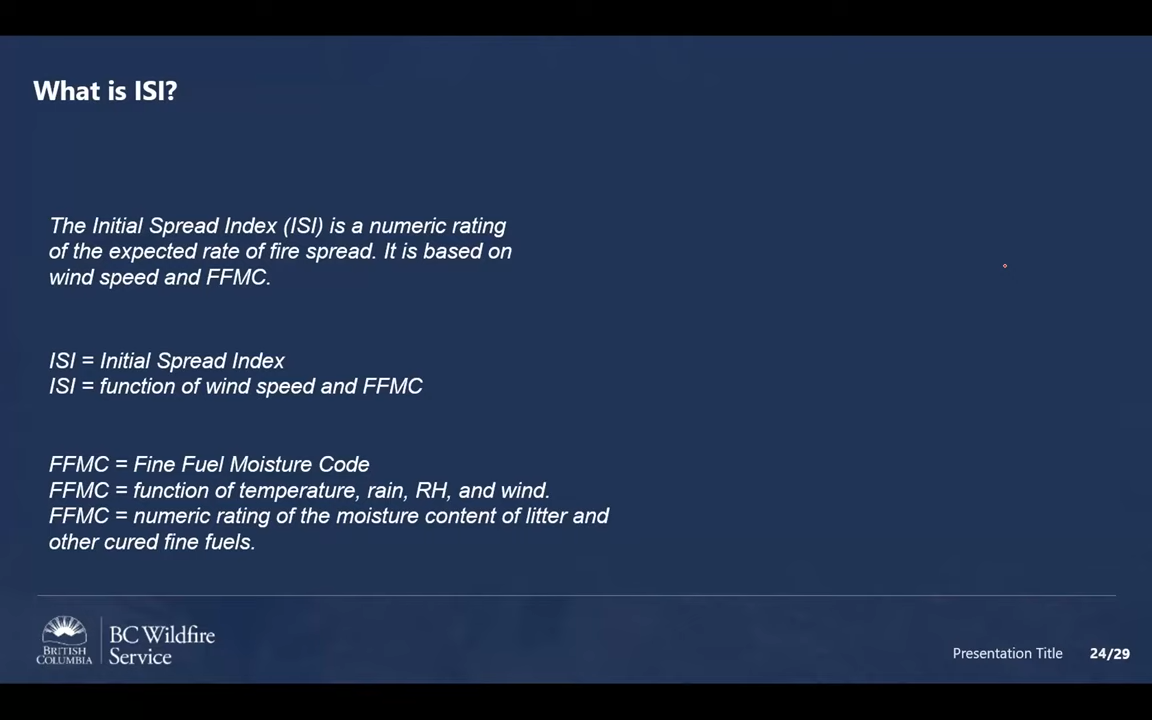 What is ISI?
The Initial Spread Index (ISI) is a numeric rating
of the expected rate of fire spread. It is based on
wind speed and FFMC.
ISI = Initial Spread Index
ISI = function of wind speed and FFMC
FFMC = Fine Fuel Moisture Code
FFMC = function of temperature, rain, RH, and wind.
FFMC = numeric rating of the moisture content of litter and
other cured fine fuels.
BRITISH
COLUMBIA
BC Wildfire
Service
Presentation Title
24/29